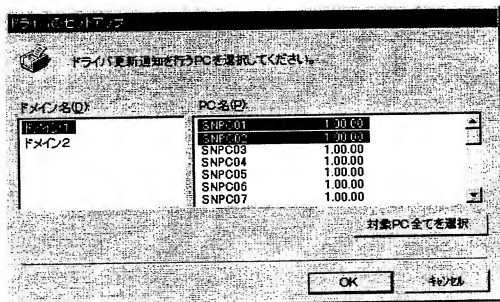 ドライバのセットアップ
ドライバ更新通知を行うPCを選択してください。
ドメイン名(D):
ドメイン1
ドメイン2
PC名(P):
SNPC01 1.00.00
SNPC02 1.00.00
SNPC03 1.00.00
SNPC04 1.00.00
SNPC05 1.00.00
SNPC06 1.00.00
SNPC07 1.00.00
対象PC全てを選択
OK
キャンセル